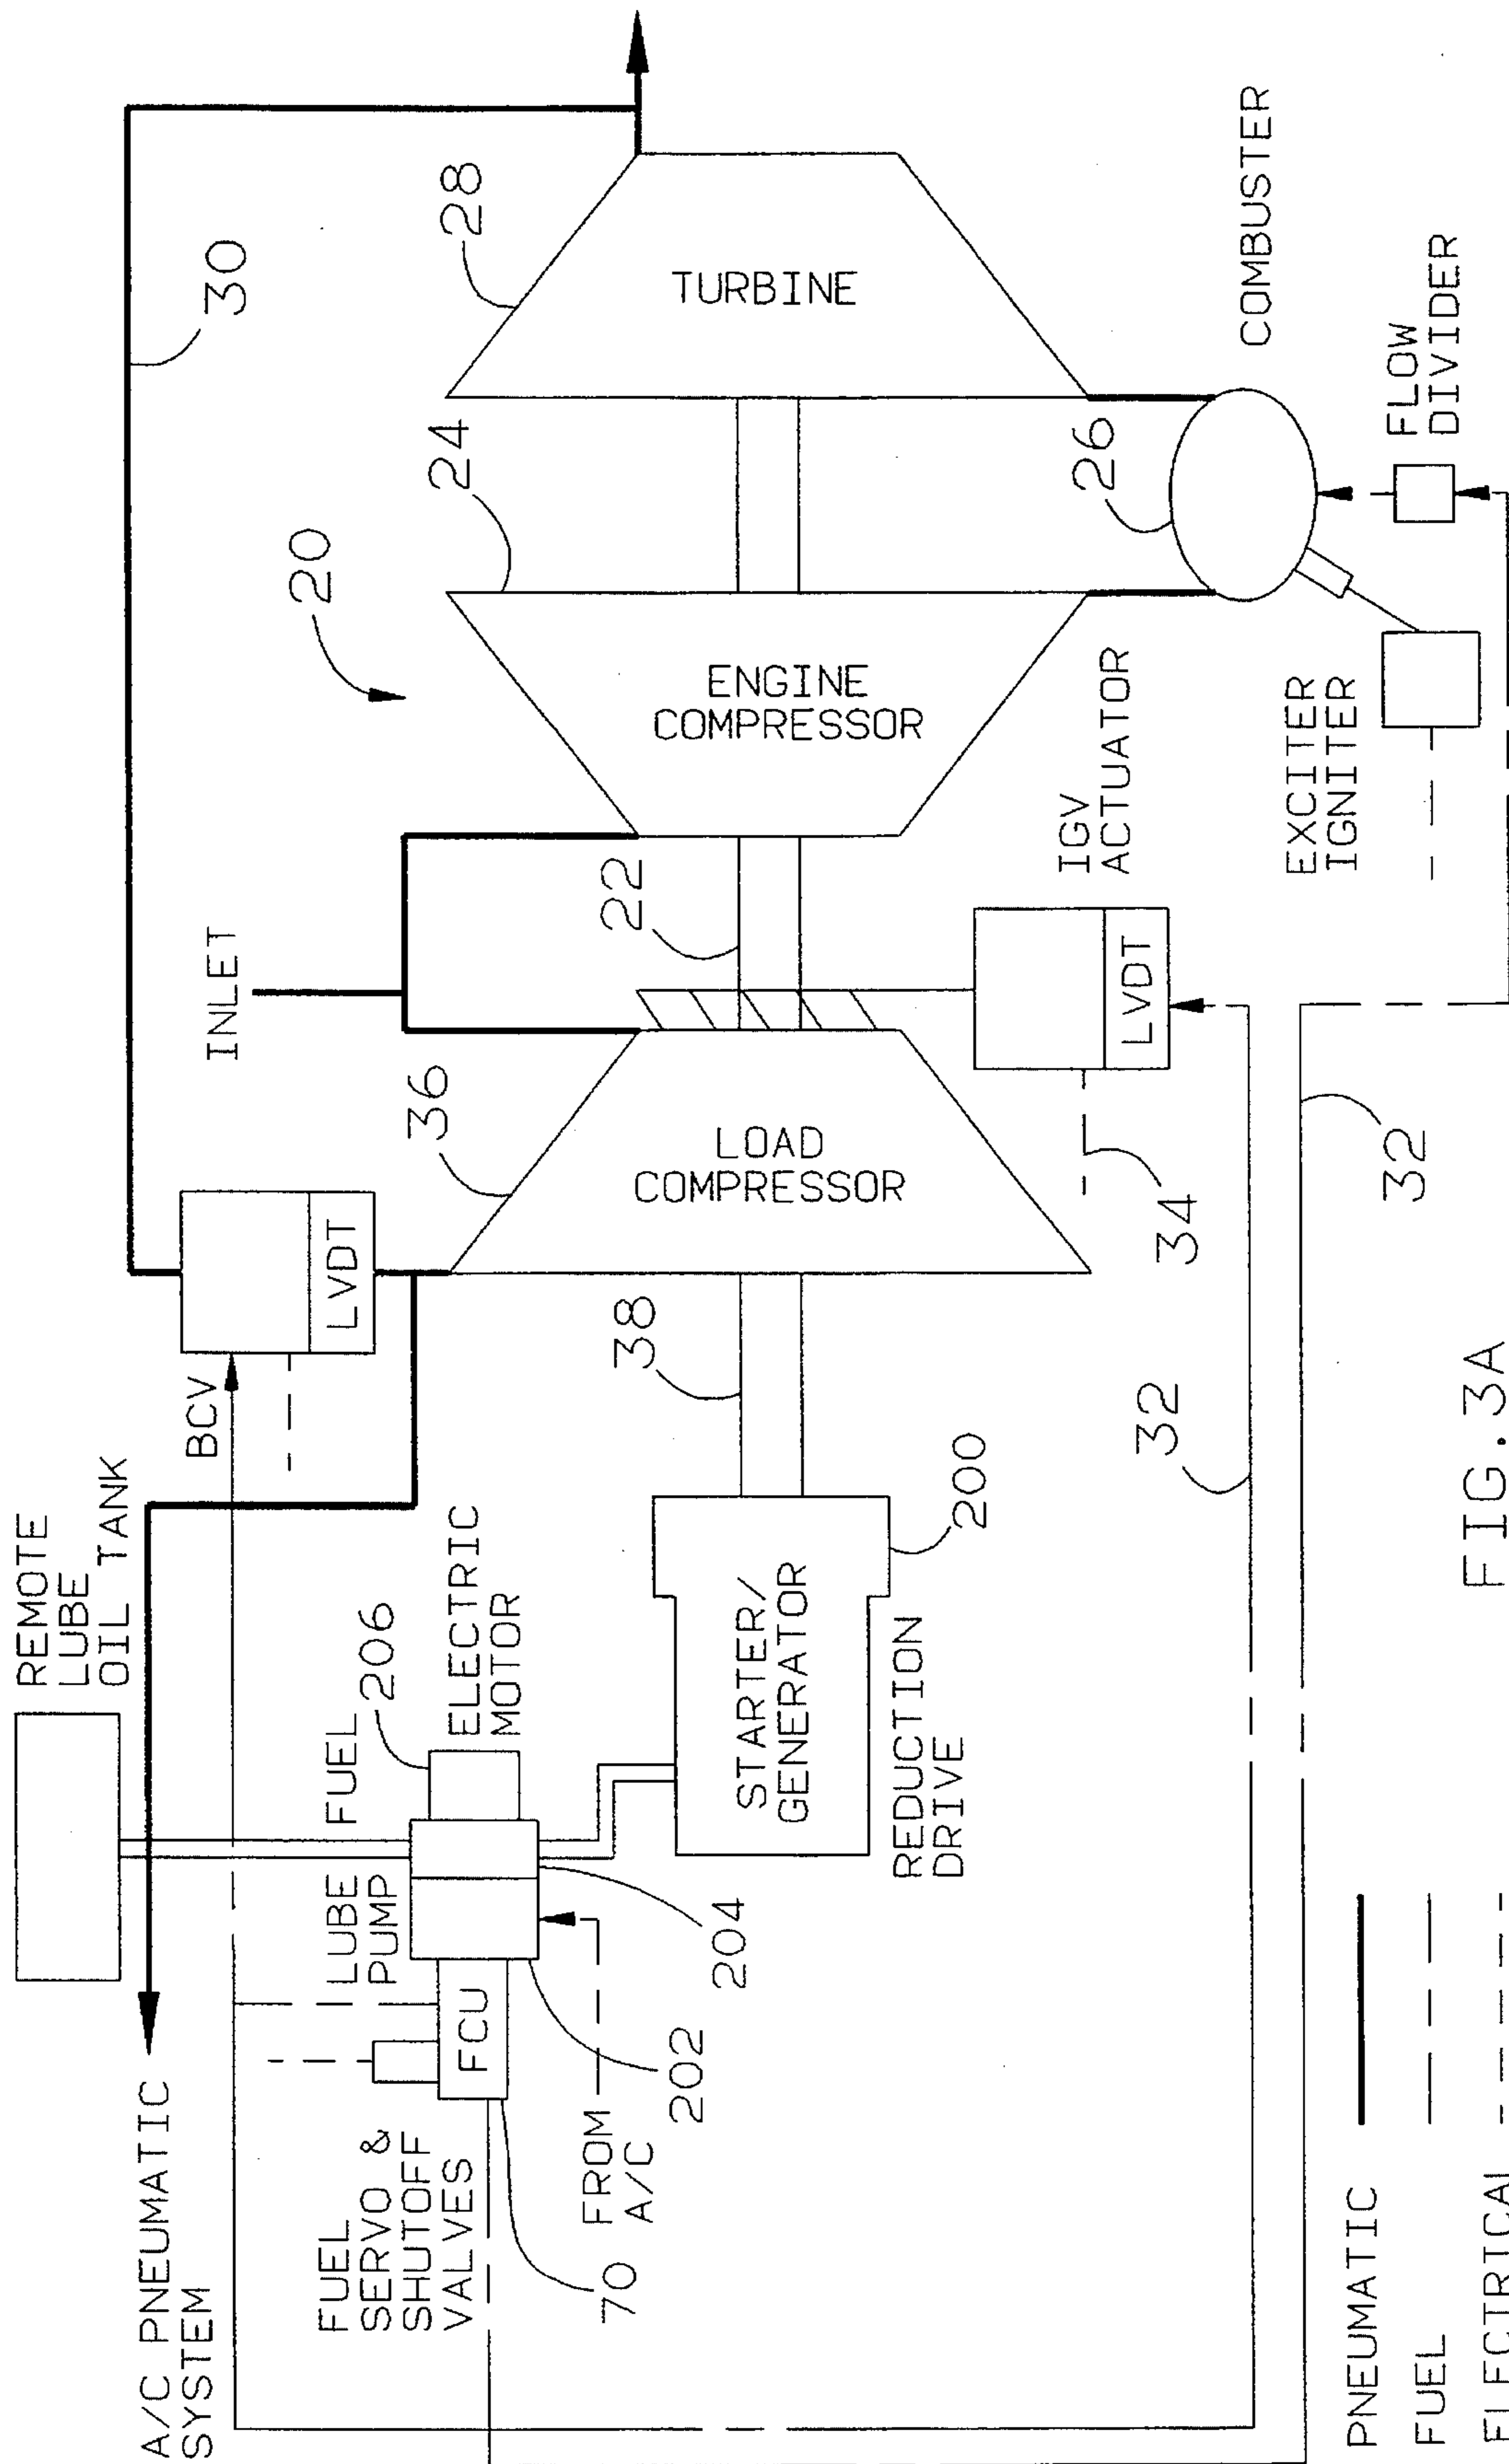 REMOTE
LUBE
OIL TANK
A/C PNEUMATIC
SYSTEM
BCV
LVDT
INLET
30
20
36
24
28
FUEL
206
LUBE
PUMP
ELECTRIC
MOTOR
FUEL
SERVO &
SHUTOFF
VALVES
FCU
70
FROM
A/C
202
204
STARTER/
GENERATOR
REDUCTION
DRIVE
200
38
LOAD
COMPRESSOR
22
ENGINE
COMPRESSOR
TURBINE
34
LVDT
IGV
ACTUATOR
26
COMBUSTER
EXCITER
IGNITER
FLOW
DIVIDER
32
32
PNEUMATIC
FUEL
ELECTRICAL
FIG. 3A